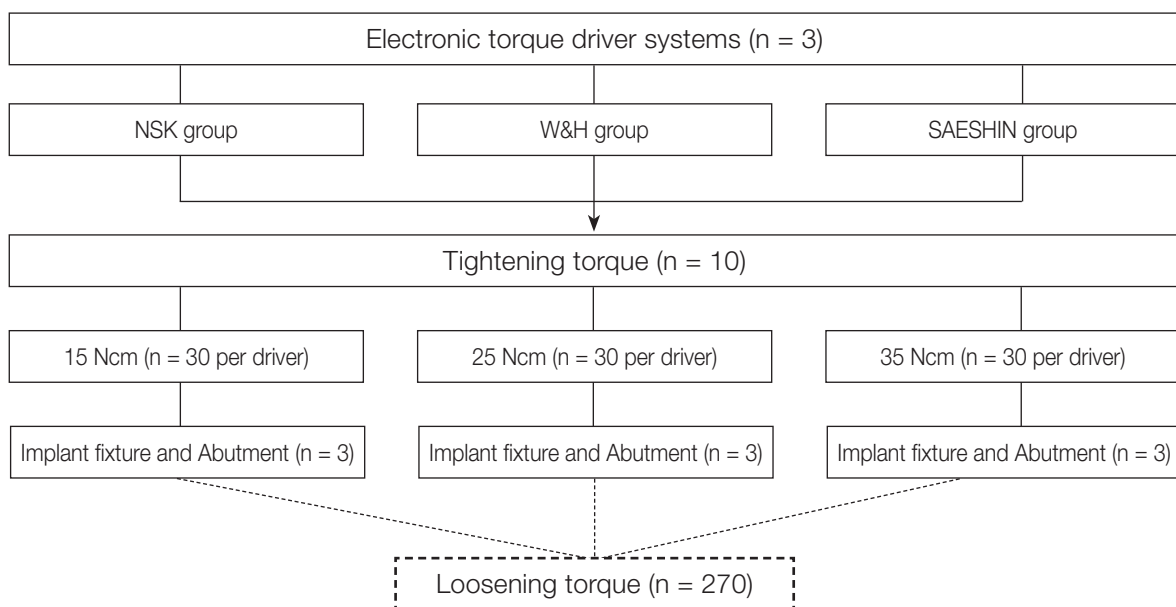 Electronic torque driver systems (n = 3)
NSK group
W&H group
SAESHIN group
Tightening torque (n = 10)
15 Ncm (n = 30 per driver)
25 Ncm (n = 30 per driver)
35 Ncm (n = 30 per driver)
Implant fixture and Abutment (n = 3)
Implant fixture and Abutment (n = 3)
Implant fixture and Abutment (n = 3)
Loosening torque (n = 270)